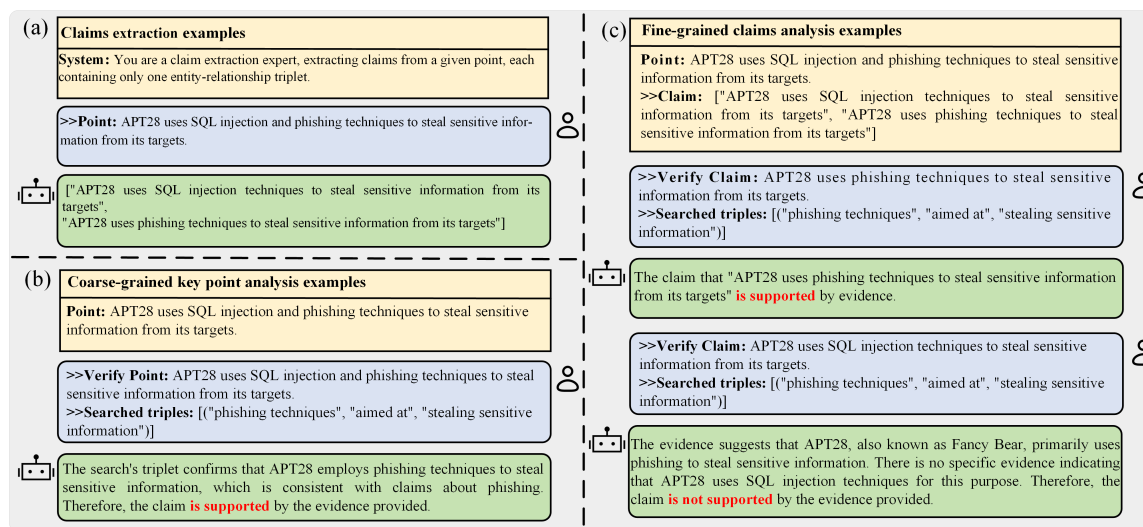 (a)
Claims extraction examples
System: You are a claim extraction expert, extracting claims from a given point, each
containing only one entity-relationship triplet.
>>Point: APT28 uses SQL injection and phishing techniques to steal sensitive infor-
mation from its targets.
["APT28 uses SQL injection techniques to steal sensitive information from its
targets",
"APT28 uses phishing techniques to steal sensitive information from its targets"]
(b)
Coarse-grained key point analysis examples
Point: APT28 uses SQL injection and phishing techniques to steal sensitive
information from its targets.
>>Verify Point: APT28 uses SQL injection and phishing techniques to steal
sensitive information from its targets.
>>Searched triples: [("phishing techniques", "aimed at", "stealing sensitive
information")]
The search's triplet confirms that APT28 employs phishing techniques to steal
sensitive information, which is consistent with claims about phishing.
Therefore, the claim is supported by the evidence provided.
(c)
Fine-grained claims analysis examples
Point: APT28 uses SQL injection and phishing techniques to steal sensitive
information from its targets.
>>Claim: ["APT28 uses SQL injection techniques to steal sensitive
information from its targets", "APT28 uses phishing techniques to steal
sensitive information from its targets"]
>>Verify Claim: APT28 uses phishing techniques to steal sensitive
information from its targets.
>>Searched triples: [("phishing techniques", "aimed at", "stealing sensitive
information")]
The claim that "APT28 uses phishing techniques to steal sensitive information
from its targets" is supported by evidence.
>>Verify Claim: APT28 uses SQL injection techniques to steal sensitive
information from its targets.
>>Searched triples: [("phishing techniques", "aimed at", "stealing sensitive
information")]
The evidence suggests that APT28, also known as Fancy Bear, primarily uses
phishing to steal sensitive information. There is no specific evidence indicating
that APT28 uses SQL injection techniques for this purpose. Therefore, the
claim is not supported by the evidence provided.